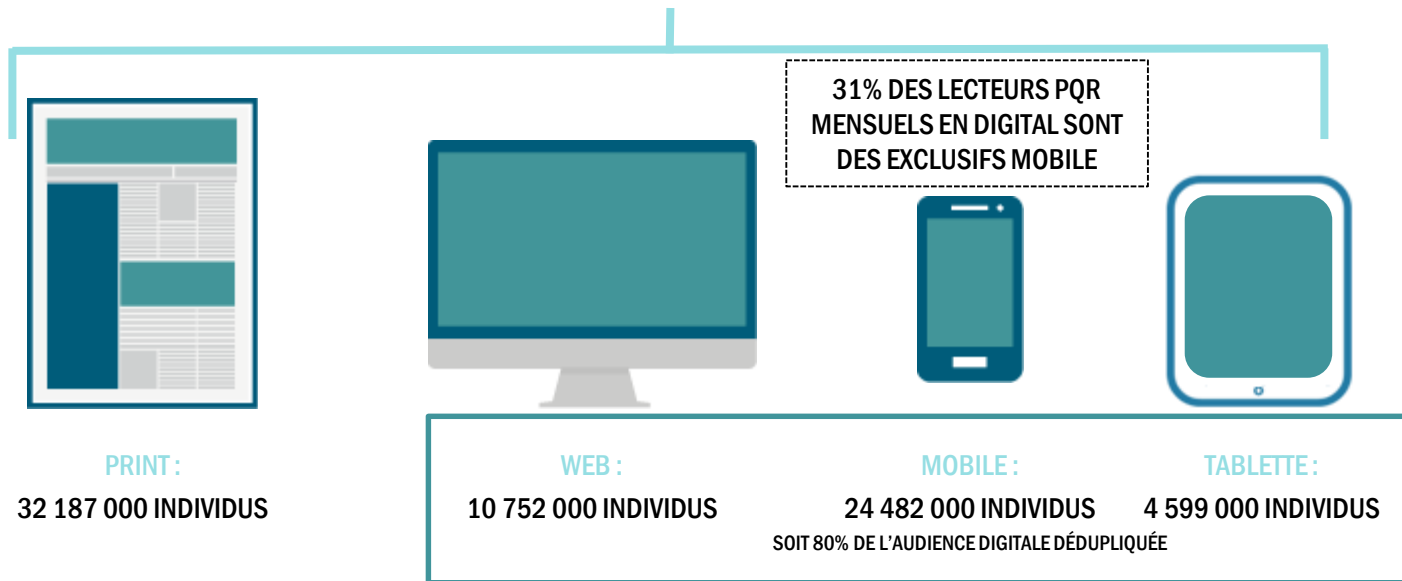 31% DES LECTEURS PQR
MENSUELS EN DIGITAL SONT
DES EXCLUSIFS MOBILE
PRINT :
32 187 000 INDIVIDUS
WEB :
10 752 000 INDIVIDUS
MOBILE :
24 482 000 INDIVIDUS
SOIT 80% DE L'AUDIENCE DIGITALE DÉDUPLIQUÉE
TABLETTE :
4 599 000 INDIVIDUS